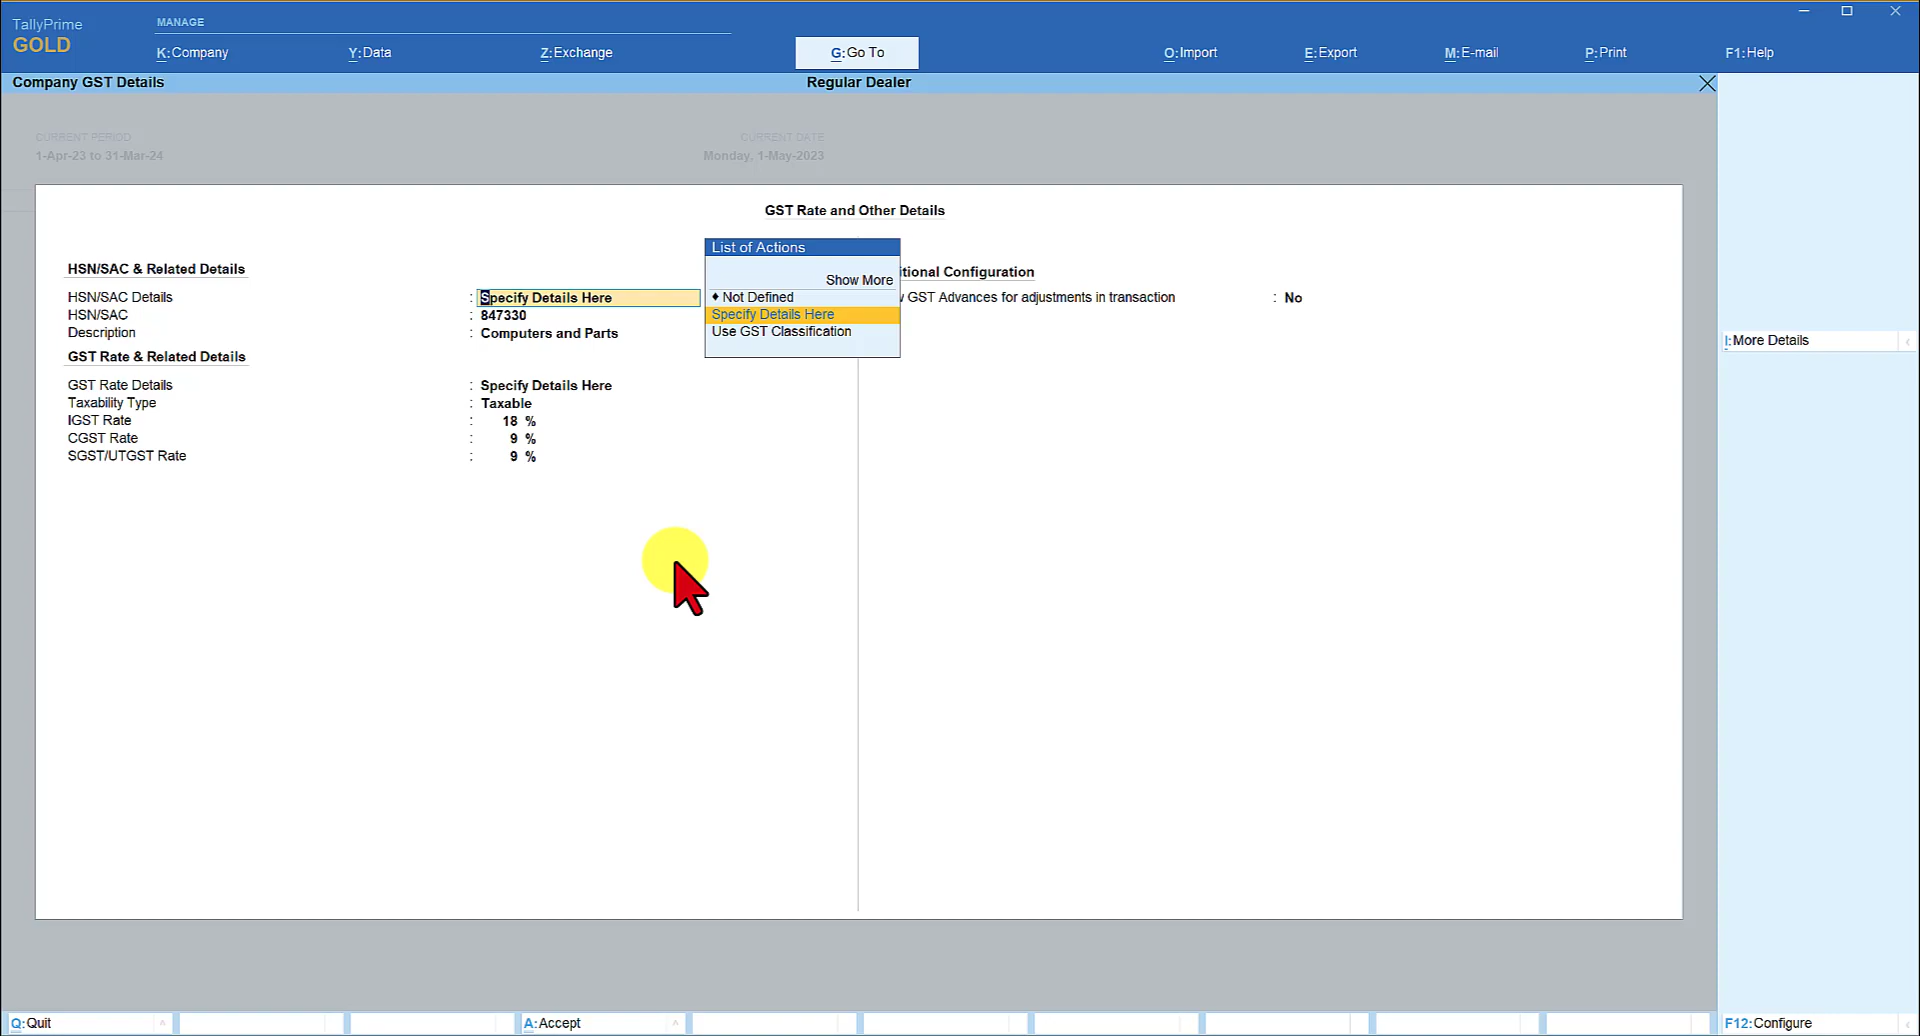 TallyPrime
GOLD
MANAGE
K:Company
Y:Data
Z:Exchange
G:Go To
O:Import
E:Export
M:E-mail
P:Print
F1:Help
Company GST Details
Regular Dealer
CURRENT PERIOD
1-Apr-23 to 31-Mar-24
CURRENT DATE
Monday, 1-May-2023
GST Rate and Other Details
HSN/SAC & Related Details
HSN/SAC Details : Specify Details Here
HSN/SAC : 847330
Description : Computers and Parts
GST Rate & Related Details
GST Rate Details : Specify Details Here
Taxability Type : Taxable
IGST Rate : 18 %
CGST Rate : 9 %
SGST/UTGST Rate : 9 %
List of Actions
Show More
♦ Not Defined
Specify Details Here
Use GST Classification
itional Configuration
GST Advances for adjustments in transaction : No
I:More Details
Q:Quit
A:Accept
F12:Configure